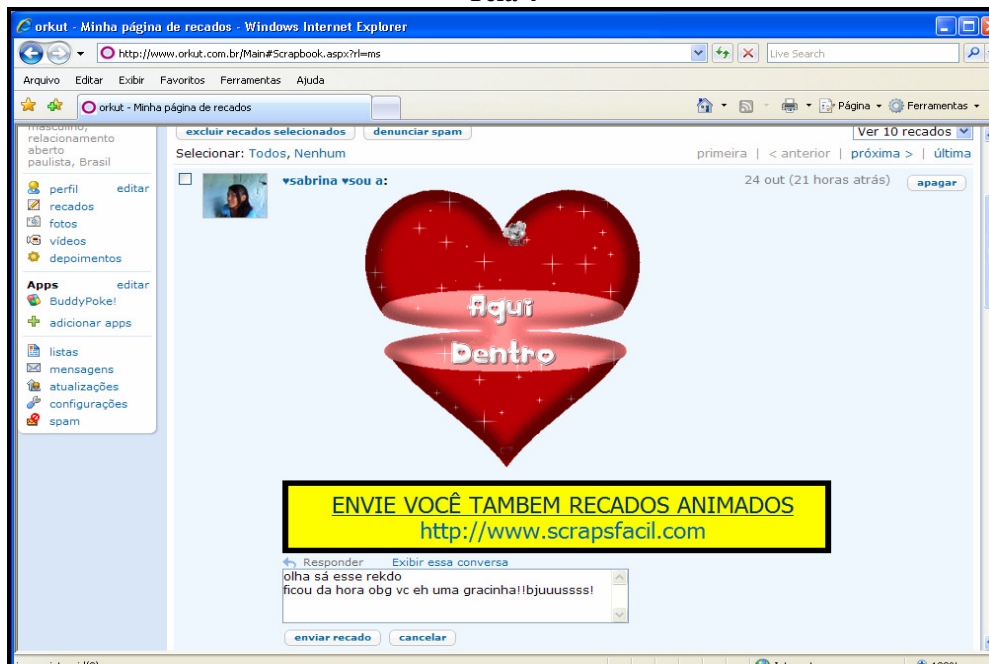 orkut - Minha página de recados - Windows Internet Explorer
http://www.orkut.com.br/Main#Scrapbook.aspx?rl=ms
Live Search
Arquivo Editar Exibir Favoritos Ferramentas Ajuda
orkut - Minha página de recados
Página Ferramentas
masculino,
relacionamento
aberto
paulista, Brasil
perfil editar
recados
fotos
vídeos
depoimentos
Apps editar
BuddyPoke!
adicionar apps
listas
mensagens
atualizações
configurações
spam
excluir recados selecionados denunciar spam Ver 10 recados
Selecionar: Todos, Nenhum primeira | < anterior | próxima > | última
♥sabrina ♥sou a: 24 out (21 horas atrás) apagar
Aqui
Dentro
ENVIE VOCÊ TAMBEM RECADOS ANIMADOS
http://www.scrapsfacil.com
Responder Exibir essa conversa
olha sá esse rekdo
ficou da hora obg vc eh uma gracinha!!bjuuussss!
enviar recado cancelar